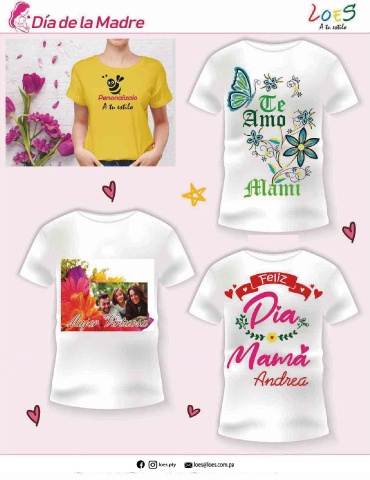 Día de la Madre
LOES
A tu estilo
Personalízalo
A tu estilo
Te
Amo
Mami
Feliz
Día
Mamá
Andrea
loes.pty
loes@loes.com.pa